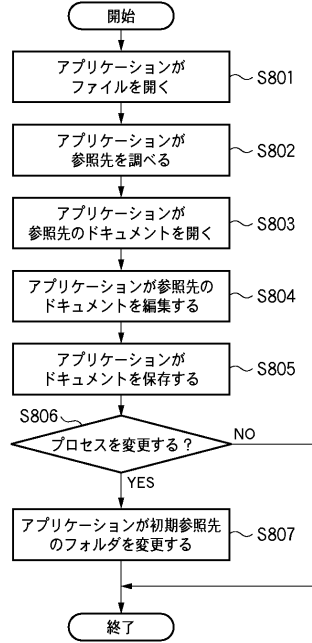 開始
アプリケーションが
ファイルを開く
S801
アプリケーションが
参照先を調べる
S802
アプリケーションが
参照先のドキュメントを開く
S803
アプリケーションが参照先の
ドキュメントを編集する
S804
アプリケーションが
ドキュメントを保存する
S805
S806
プロセスを変更する?
NO
YES
アプリケーションが初期参照先
のフォルダを変更する
S807
終了